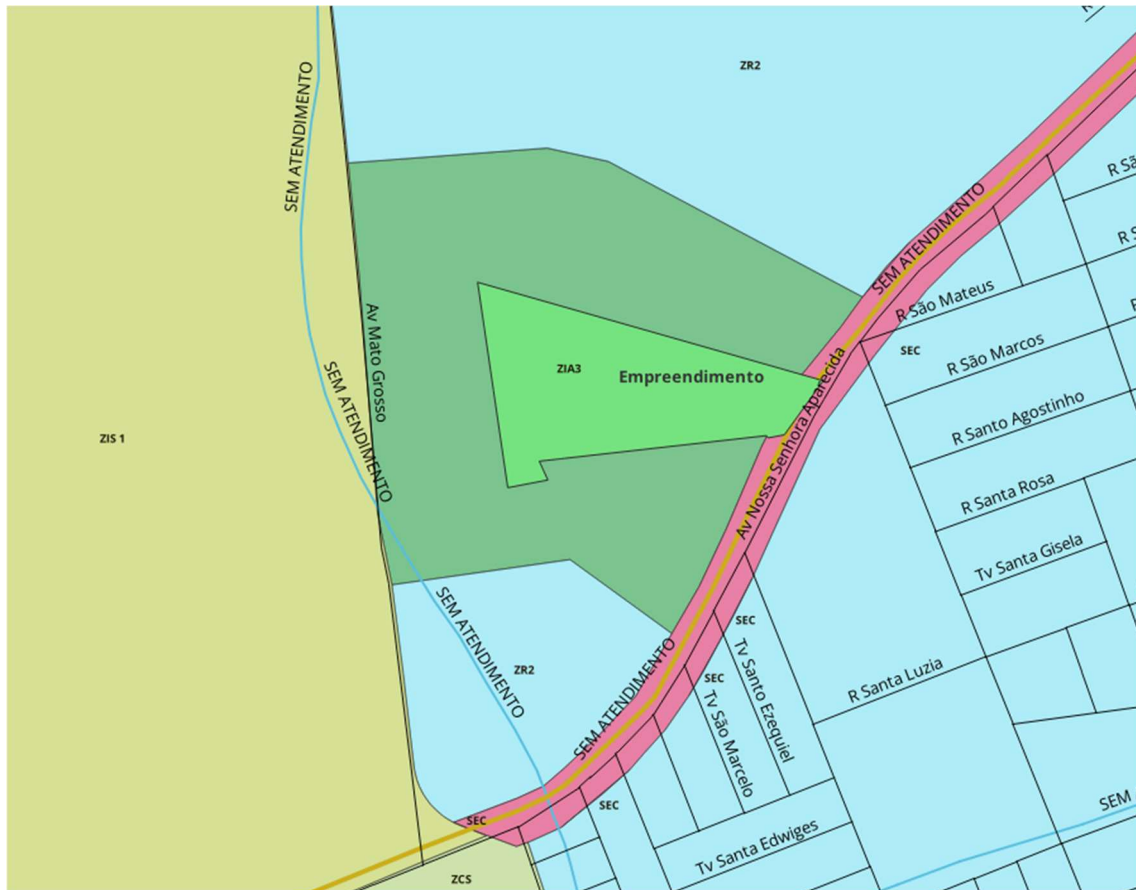 ZR2
SEM ATENDIMENTO
SEM ATENDIMENTO
R São Mateus
Av Mato Grosso
SEC
R São Marcos
ZIA3
Empreendimento
Av Nossa Senhora Aparecida
SEM ATENDIMENTO
R Santo Agostinho
ZIS 1
R Santa Rosa
Tv Santa Gisela
SEM ATENDIMENTO
SEC
ZR2
SEM ATENDIMENTO
SEC
Tv Santo Ezequiel
R Santa Luzia
Tv São Marcelo
SEC
SEC
SEM
Tv Santa Edwiges
ZCS